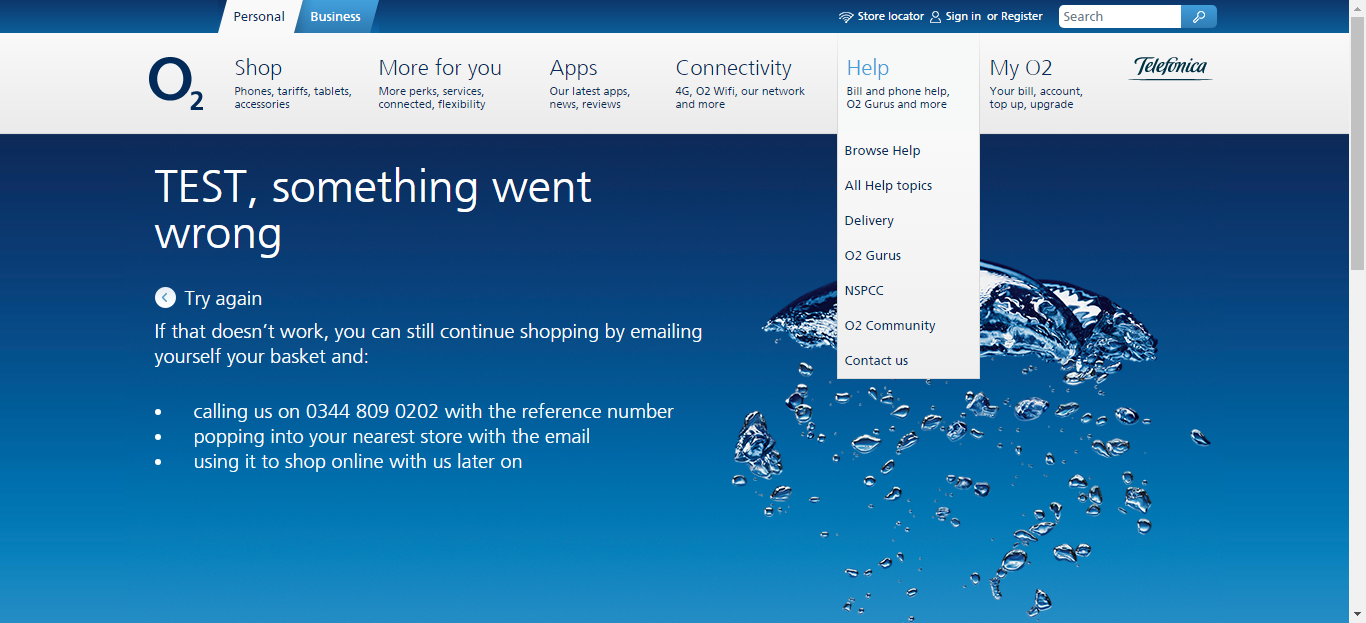 Personal
Business
Store locator
Sign in or Register
Search
O2
Shop
Phones, tariffs, tablets,
accessories
More for you
More perks, services,
connected, flexibility
Apps
Our latest apps,
news, reviews
Connectivity
4G, O2 Wifi, our network
and more
Help
Bill and phone help,
O2 Gurus and more
My O2
Your bill, account,
top up, upgrade
Telefónica
Browse Help
All Help topics
Delivery
O2 Gurus
NSPCC
O2 Community
Contact us
TEST, something went
wrong
Try again
If that doesn’t work, you can still continue shopping by emailing
yourself your basket and:
• calling us on 0344 809 0202 with the reference number
• popping into your nearest store with the email
• using it to shop online with us later on